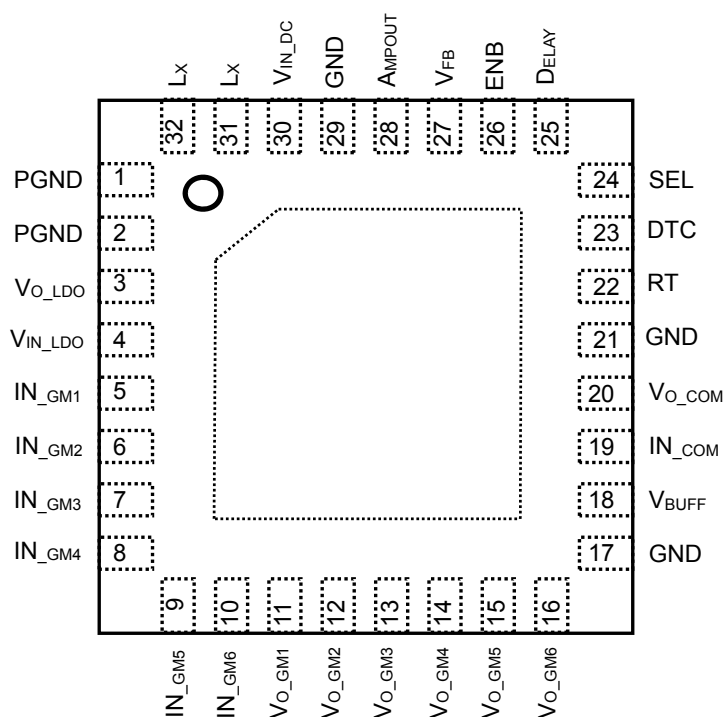 LX LX VIN_DC GND AMPOUT VFB ENB DELAY
32 31 30 29 28 27 26 25
PGND 1 24 SEL
PGND 2 23 DTC
VO_LDO 3 22 RT
VIN_LDO 4 21 GND
IN_GM1 5 20 VO_COM
IN_GM2 6 19 IN_COM
IN_GM3 7 18 VBUFF
IN_GM4 8 17 GND
9 10 11 12 13 14 15 16
IN_GM5 IN_GM6 VO_GM1 VO_GM2 VO_GM3 VO_GM4 VO_GM5 VO_GM6